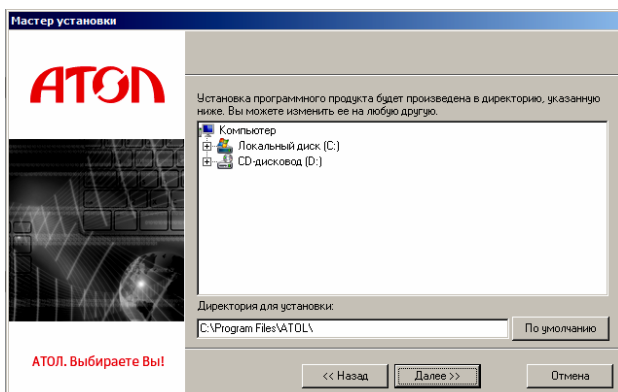 Мастер установки
АТОЛ
Установка программного продукта будет произведена в директорию, указанную
ниже. Вы можете изменить ее на любую другую.
Компьютер
Локальный диск (C:)
CD-дисковод (D:)
Директория для установки:
C:\Program Files\ATOL\
По умолчанию
АТОЛ. Выбираете Вы!
<< Назад
Далее >>
Отмена